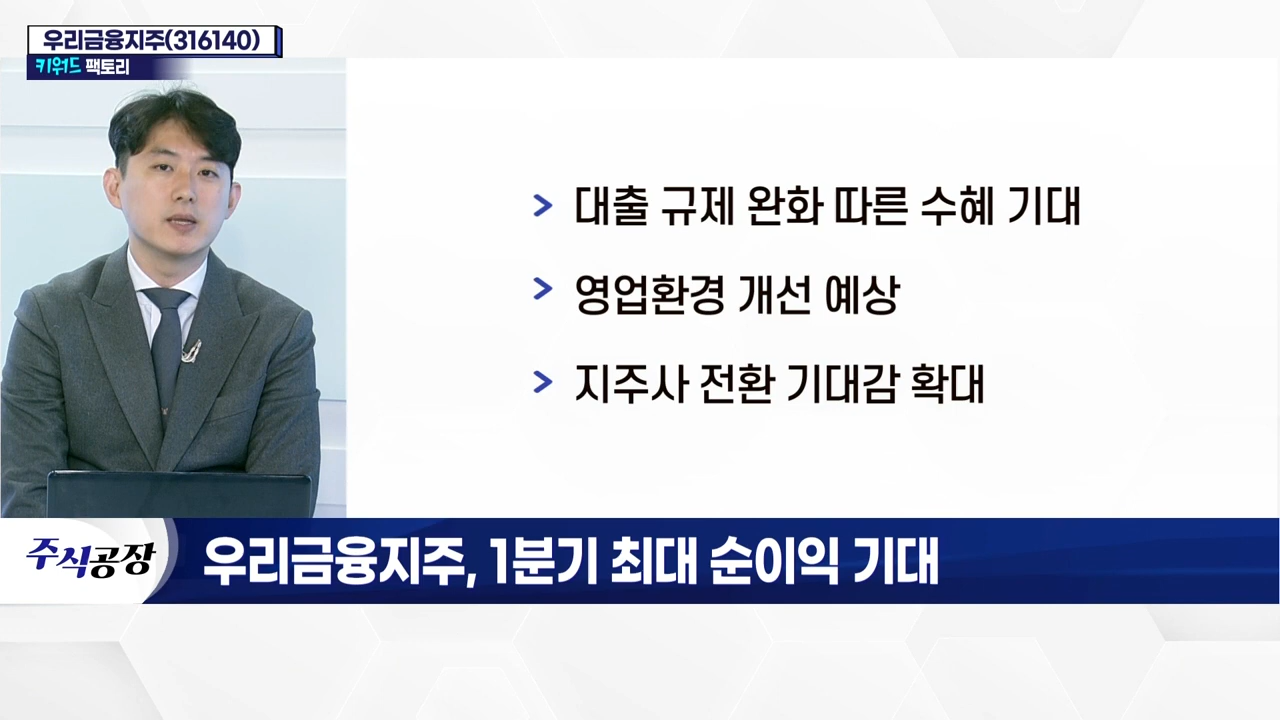 우리금융지주(316140)
키워드 팩토리
> 대출 규제 완화 따른 수혜 기대
> 영업환경 개선 예상
> 지주사 전환 기대감 확대
주식공장
우리금융지주, 1분기 최대 순이익 기대